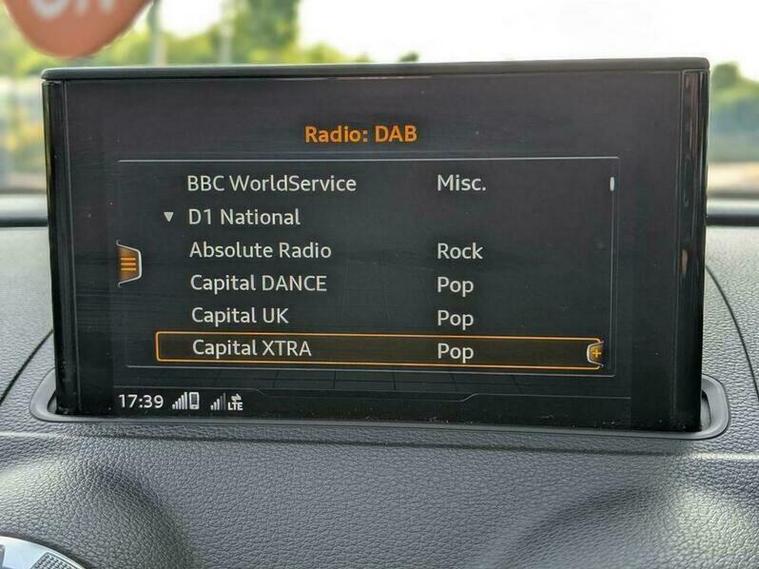 Radio: DAB
BBC WorldService Misc.
D1 National
Absolute Radio Rock
Capital DANCE Pop
Capital UK Pop
Capital XTRA Pop
17:39 LTE